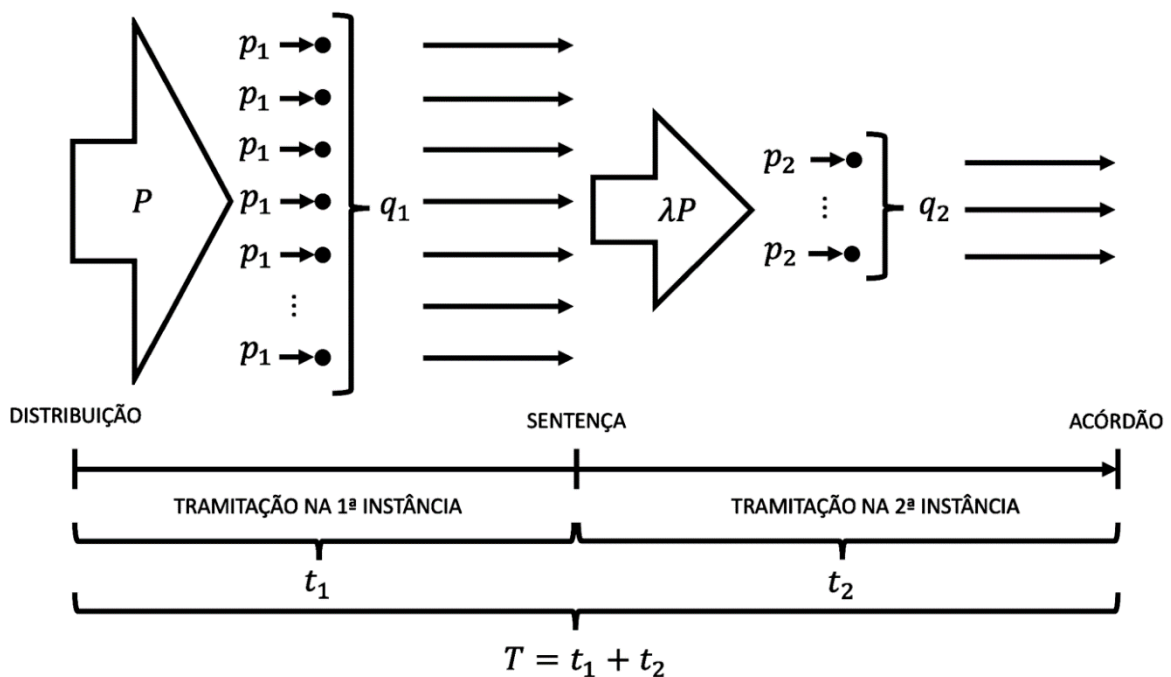 P
p₁
p₁
p₁
p₁
p₁
⋮
p₁
q₁
λP
p₂
⋮
p₂
q₂
DISTRIBUIÇÃO
SENTENÇA
ACÓRDÃO
TRAMITAÇÃO NA 1ª INSTÂNCIA
TRAMITAÇÃO NA 2ª INSTÂNCIA
t₁
t₂
T = t₁ + t₂